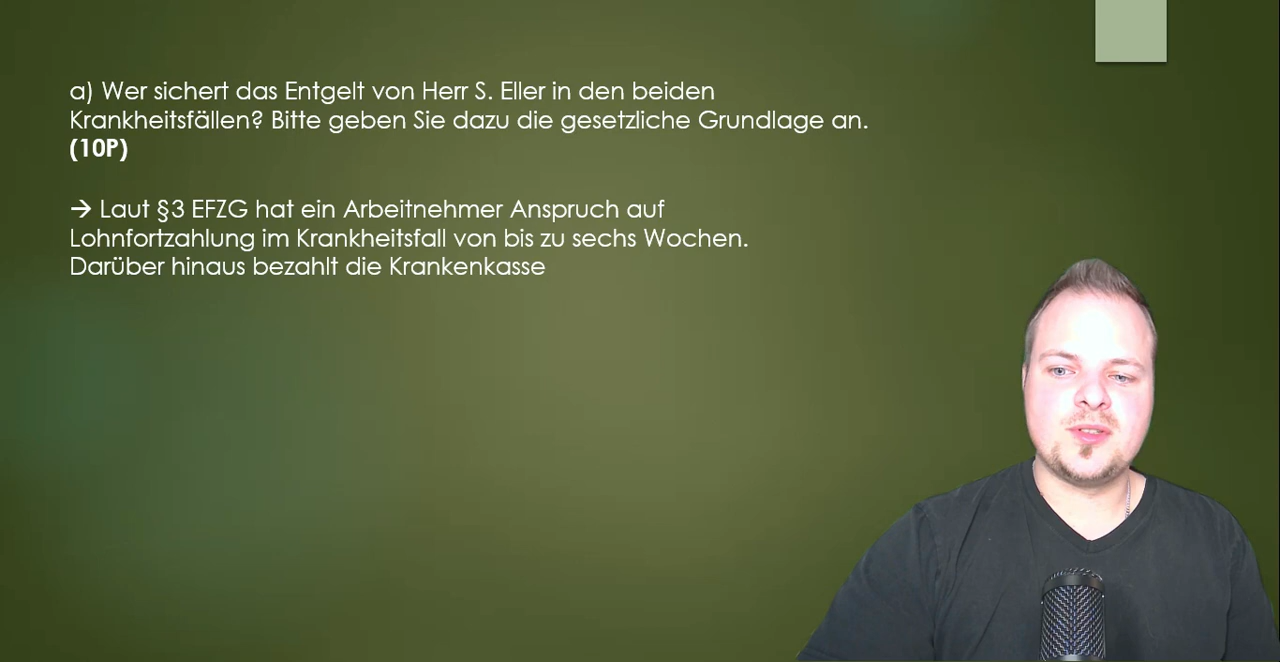 a) Wer sichert das Entgelt von Herr S. Eller in den beiden
Krankheitsfällen? Bitte geben Sie dazu die gesetzliche Grundlage an.
(10P)
→ Laut §3 EFZG hat ein Arbeitnehmer Anspruch auf
Lohnfortzahlung im Krankheitsfall von bis zu sechs Wochen.
Darüber hinaus bezahlt die Krankenkasse